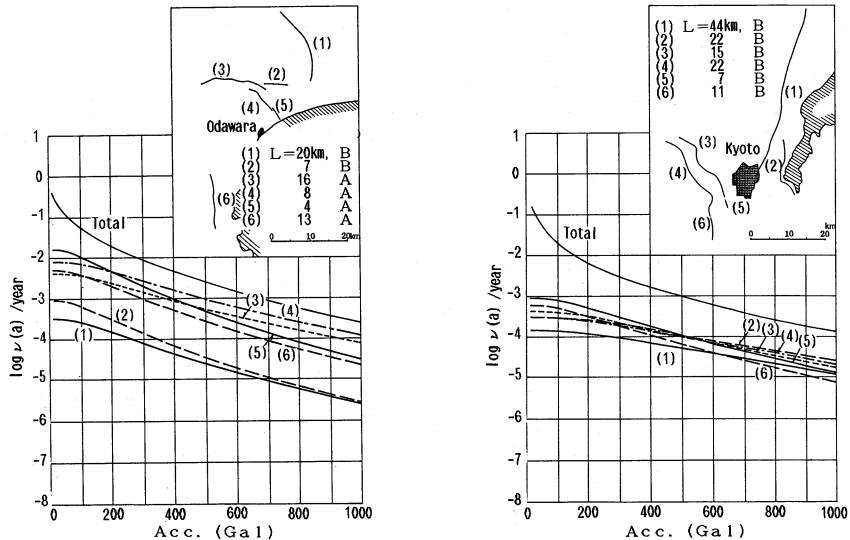 (1)
(3)
(2)
(4)
(5)
Odawara
(1) L=20km, B
(2) 7 B
(3) 16 A
(4) 8 A
(5) 4 A
(6) 13 A
(6)
0 10 20km
1
0
-1
-2
-3
-4
-5
-6
-7
-8
log ν(a) /year
Total
(1)
(2)
(3)
(4)
(5)
(6)
0 200 400 600 800 1000
Acc. (Gal)
(1) L=44km, B
(2) 22 B
(3) 15 B
(4) 22 B
(5) 7 B
(6) 11 B
(1)
(3)
Kyoto
(4)
(2)
(5)
(6)
0 10 20
km
1
0
-1
-2
-3
-4
-5
-6
-7
-8
log ν(a) /year
Total
(2)
(3)
(4)
(5)
(1)
(6)
0 200 400 600 800 1000
Acc. (Gal)